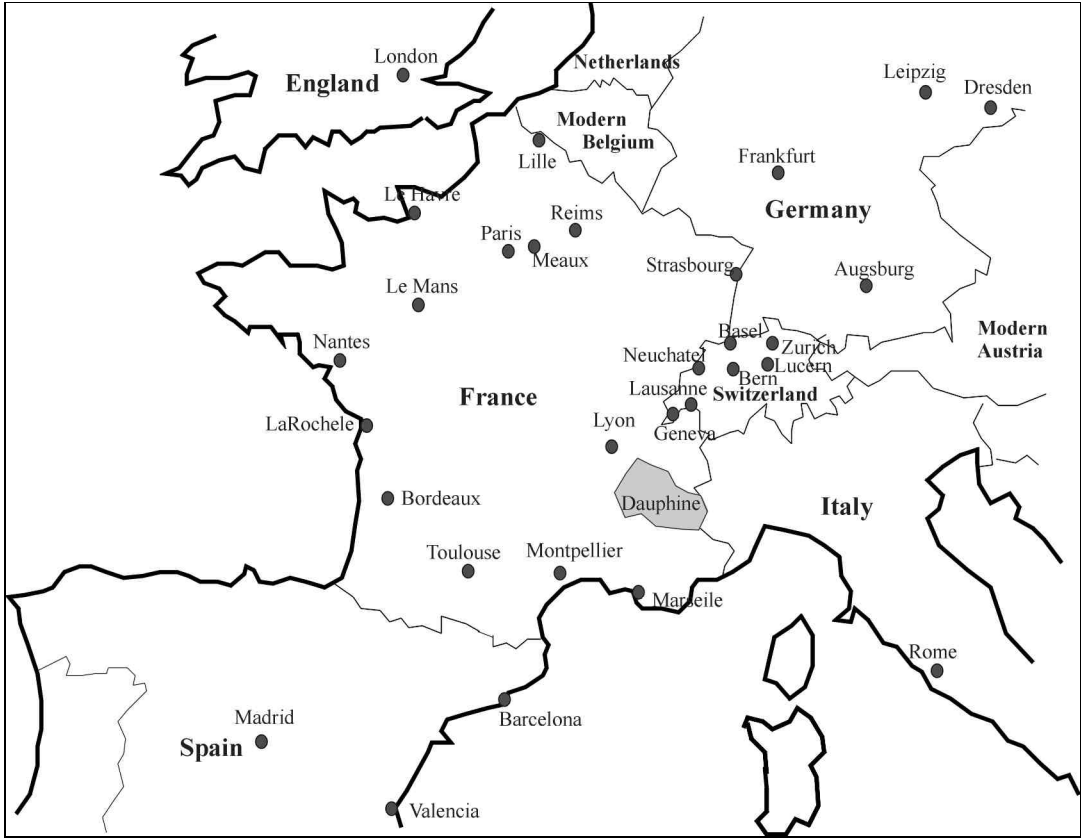 London
England
Netherlands
Leipzig
Dresden
Modern
Belgium
Lille
Frankfurt
Germany
Le Havre
Reims
Paris
Meaux
Strasbourg
Augsburg
Le Mans
Modern
Austria
Nantes
Basel
Zurich
Neuchatel
Lucern
Bern
Lausanne
Switzerland
France
LaRochele
Lyon
Geneva
Dauphine
Bordeaux
Italy
Toulouse
Montpellier
Marseile
Rome
Madrid
Barcelona
Spain
Valencia